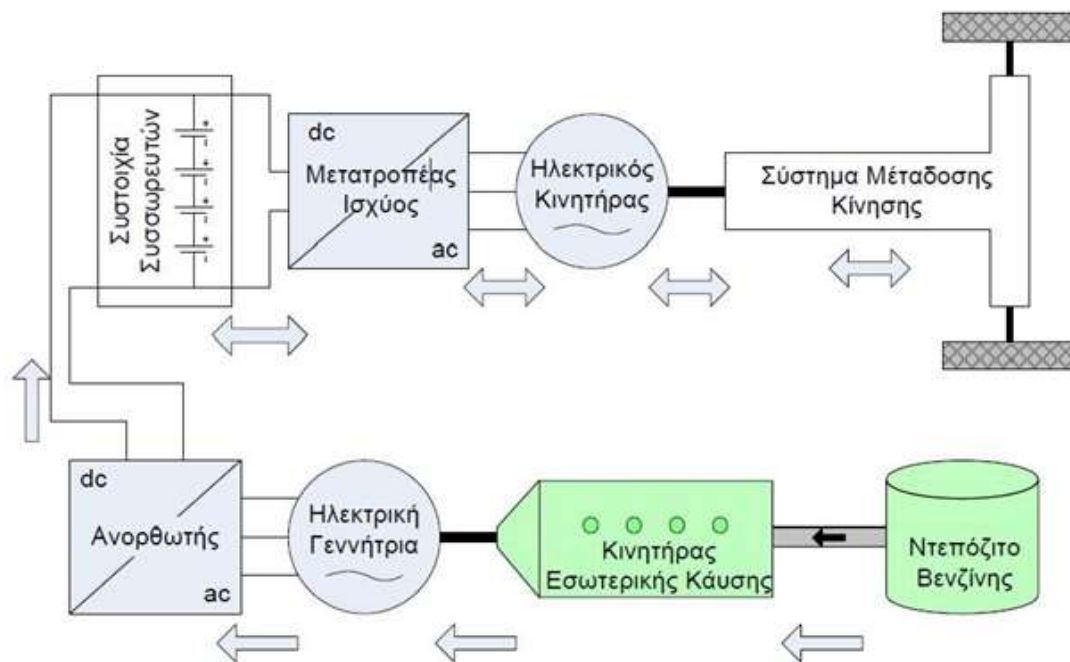 Συστοιχία
Συσσωρευτών
dc
Μετατροπέας
Ισχύος
ac
Ηλεκτρικός
Κινητήρας
Σύστημα Μέταδοσης
Κίνησης
dc
Ανορθωτής
ac
Ηλεκτρική
Γεννήτρια
Κινητήρας
Εσωτερικής Κάυσης
Ντεπόζιτο
Βενζίνης